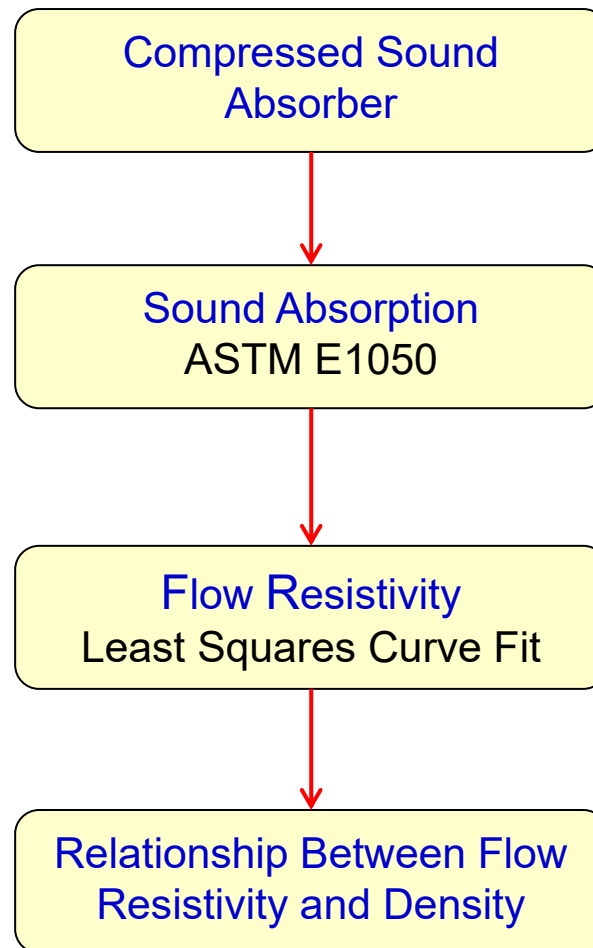 Compressed Sound
Absorber
Sound Absorption
ASTM E1050
Flow Resistivity
Least Squares Curve Fit
Relationship Between Flow
Resistivity and Density